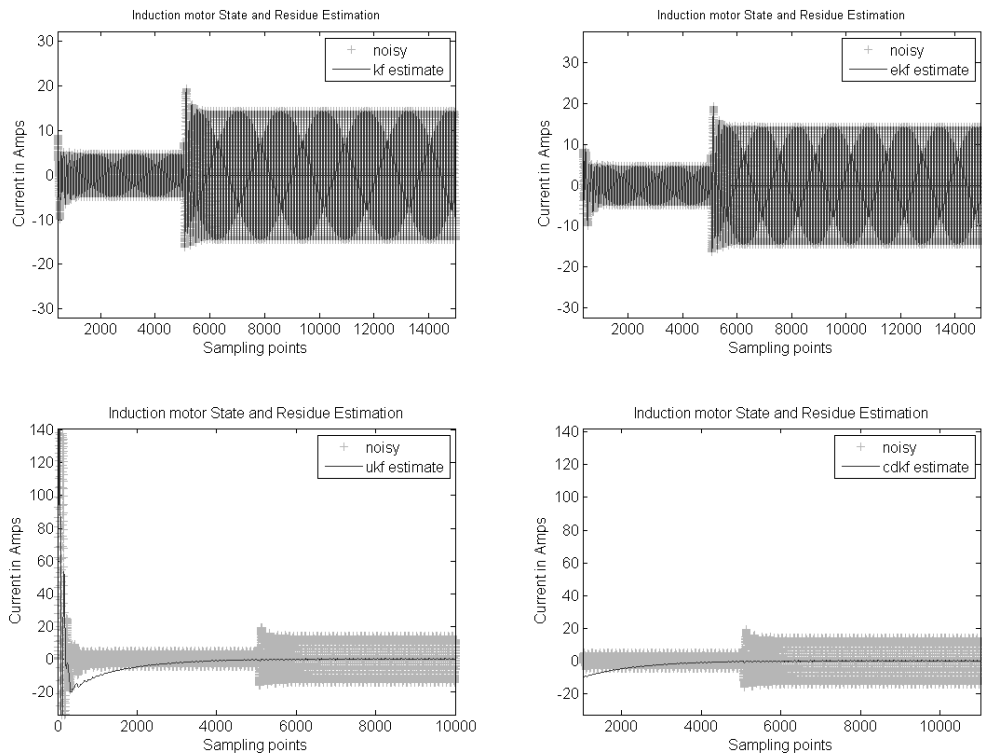 Induction motor State and Residue Estimation
noisy
kf estimate
Current in Amps
30
20
10
0
-10
-20
-30
2000 4000 6000 8000 10000 12000 14000
Sampling points
Induction motor State and Residue Estimation
noisy
ekf estimate
Current in Amps
30
20
10
0
-10
-20
-30
2000 4000 6000 8000 10000 12000 14000
Sampling points
Induction motor State and Residue Estimation
noisy
ukf estimate
Current in Amps
140
120
100
80
60
40
20
0
-20
0 2000 4000 6000 8000 10000
Sampling points
Induction motor State and Residue Estimation
noisy
cdkf estimate
Current in Amps
140
120
100
80
60
40
20
0
-20
2000 4000 6000 8000 10000
Sampling points